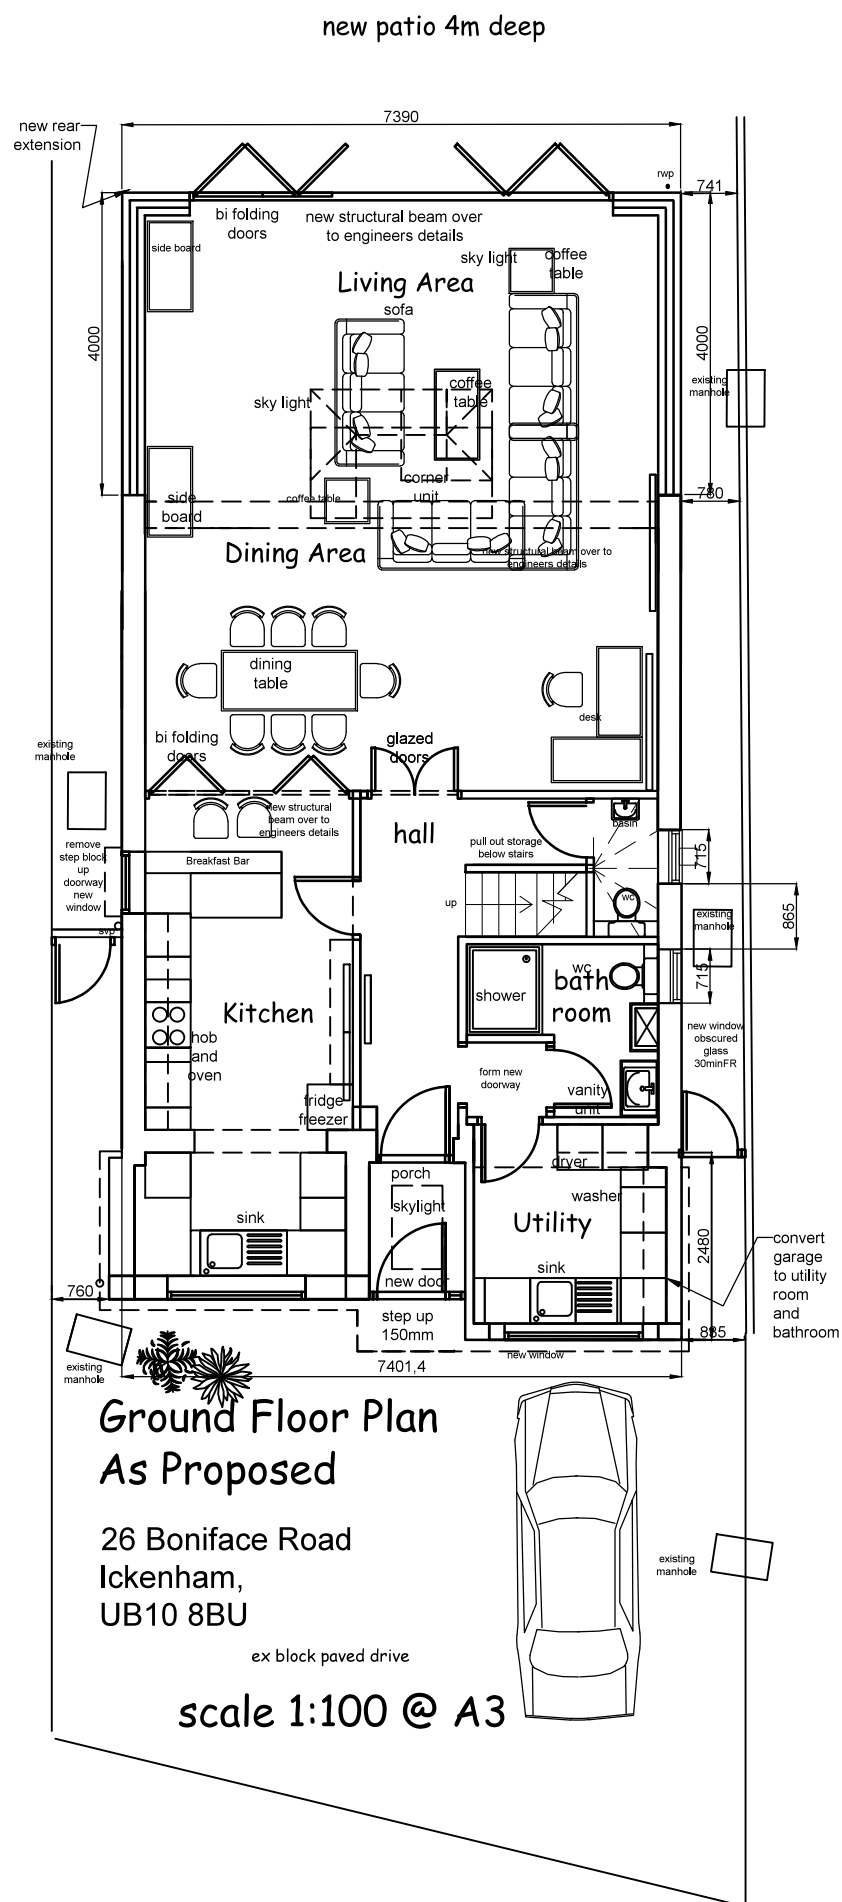 new patio 4m deep
7390
new rear
extension
rwp
741
bi folding
doors
new structural beam over
to engineers details
side board
sky light
coffee
table
Living Area
sofa
4000
4000
existing
manhole
coffee
table
sky light
corner
unit
coffee table
side
board
780
Dining Area
new structural beam over to
engineers details
dining
table
desk
bi folding
doors
glazed
doors
existing
manhole
new structural
beam over to
engineers details
hall
basin
pull out storage
below stairs
715
remove
step block
up
doorway
new
window
Breakfast Bar
up
wc
865
existing
manhole
svp
wc
bath
room
715
shower
Kitchen
hob
and
oven
new window
obscured
glass
30minFR
form new
doorway
vanity
unit
fridge
freezer
porch
dryer
skylight
washer
sink
Utility
2480
convert
garage
to utility
room
and
bathroom
sink
new door
760
step up
150mm
885
new window
existing
manhole
7401,4
Ground Floor Plan
As Proposed
26 Boniface Road
Ickenham,
UB10 8BU
existing
manhole
ex block paved drive
scale 1:100 @ A3